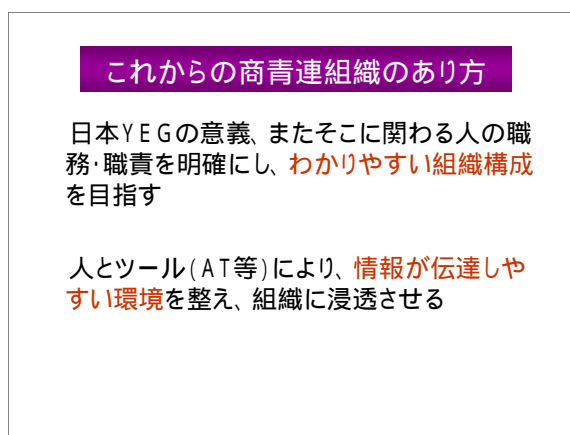 これからの商青連組織のあり方
日本YEGの意義、またそこに関わる人の職
務･職責を明確にし、わかりやすい組織構成
を目指す
人とツール(AT等)により、情報が伝達しや
すい環境を整え、組織に浸透させる